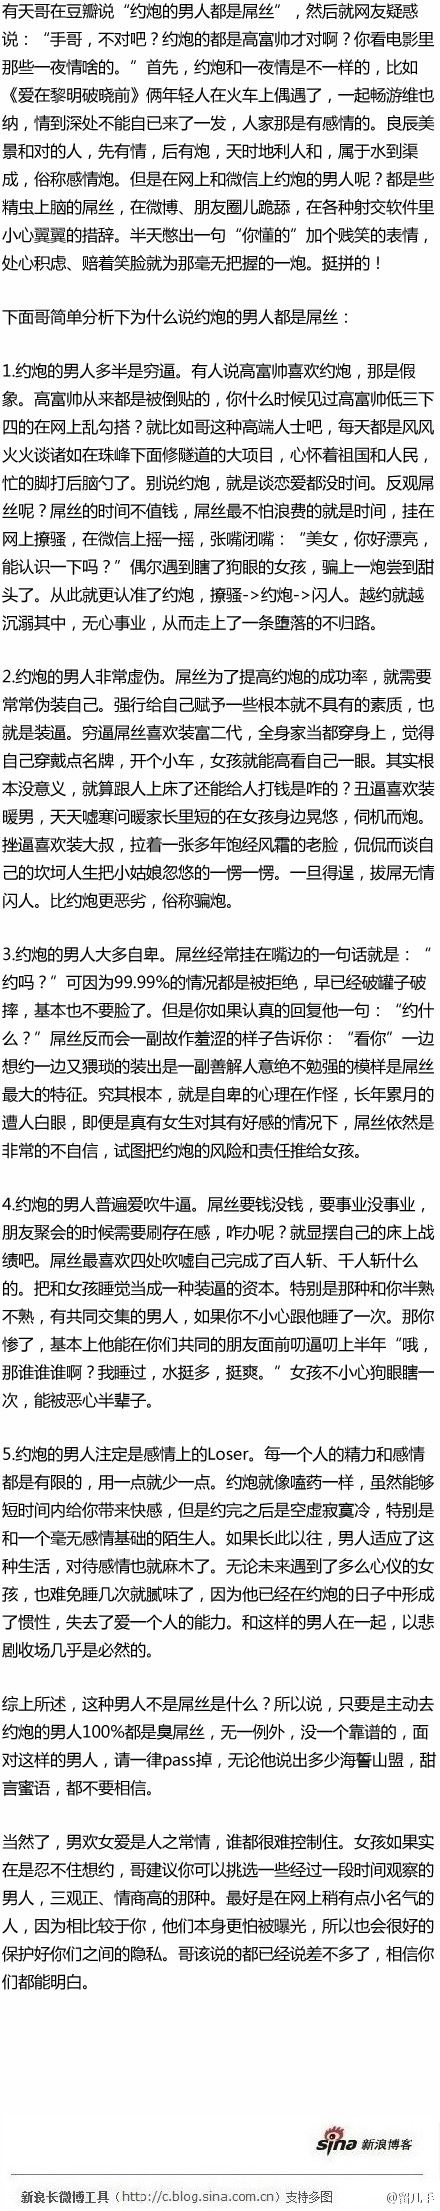 有天哥在豆瓣说“约炮的男人都是屌丝”，然后就网友疑惑
说：“手哥，不对吧？约炮的都是高富帅才对啊？你看电影里
那些一夜情啥的。”首先，约炮和一夜情是不一样的，比如
《爱在黎明破晓前》俩年轻人在火车上偶遇了，一起畅游维也
纳，情到深处不能自已来了一发，人家那是有感情的。良辰美
景和对的人，先有情，后有炮，天时地利人和，属于水到渠
成，俗称感情炮。但是在网上和微信上约炮的男人呢？都是些
精虫上脑的屌丝，在微博、朋友圈儿跪舔，在各种射交软件里
小心翼翼的措辞。半天憋出一句“你懂的”加个贱笑的表情，
处心积虑、赔着笑脸就为那毫无把握的一炮。挺拼的！
下面哥简单分析下为什么说约炮的男人都是屌丝：
1.约炮的男人多半是穷逼。有人说高富帅喜欢约炮，那是假
象。高富帅从来都是被倒贴的，你什么时候见过高富帅低三下
四的在网上乱勾搭？就比如哥这种高端人士吧，每天都是风风
火火谈诸如在珠峰下面修隧道的大项目，心怀着祖国和人民，
忙的脚打后脑勺了。别说约炮，就是谈恋爱都没时间。反观屌
丝呢？屌丝的时间不值钱，屌丝最不怕浪费的就是时间，挂在
网上撩骚，在微信上摇一摇，张嘴闭嘴：“美女，你好漂亮，
能认识一下吗？”偶尔遇到瞎了狗眼的女孩，骗上一炮尝到甜
头了。从此就更认准了约炮，撩骚->约炮->闪人。越约就越
沉溺其中，无心事业，从而走上了一条堕落的不归路。
2.约炮的男人非常虚伪。屌丝为了提高约炮的成功率，就需要
常常伪装自己。强行给自己赋予一些根本就不具有的素质，也
就是装逼。穷逼屌丝喜欢装富二代，全身家当都穿身上，觉得
自己穿戴点名牌，开个小车，女孩就能高看自己一眼。其实根
本没意义，就算跟人上床了还能给人打钱是咋的？丑逼喜欢装
暖男，天天嘘寒问暖家长里短的在女孩身边晃悠，伺机而炮。
挫逼喜欢装大叔，拉着一张多年饱经风霜的老脸，侃侃而谈自
己的坎坷人生把小姑娘忽悠的一愣一愣。一旦得逞，拔屌无情
闪人。比约炮更恶劣，俗称骗炮。
3.约炮的男人大多自卑。屌丝经常挂在嘴边的一句话就是：“
约吗？”可因为99.99%的情况都是被拒绝，早已经破罐子破
摔，基本也不要脸了。但是你如果认真的回复他一句：“约什
么？”屌丝反而会一副故作羞涩的样子告诉你：“看你”一边
想约一边又猥琐的装出是一副善解人意绝不勉强的模样是屌丝
最大的特征。究其根本，就是自卑的心理在作怪，长年累月的
遭人白眼，即便是真有女生对其有好感的情况下，屌丝依然是
非常的不自信，试图把约炮的风险和责任推给女孩。
4.约炮的男人普遍爱吹牛逼。屌丝要钱没钱，要事业没事业，
朋友聚会的时候需要刷存在感，咋办呢？就显摆自己的床上战
绩吧。屌丝最喜欢四处吹嘘自己完成了百人斩、千人斩什么
的。把和女孩睡觉当成一种装逼的资本。特别是那种和你半熟
不熟，有共同交集的男人，如果你不小心跟他睡了一次。那你
惨了，基本上他能在你们共同的朋友面前叨逼叨上半年“哦，
那谁谁谁啊？我睡过，水挺多，挺爽。”女孩不小心狗眼瞎一
次，能被恶心半辈子。
5.约炮的男人注定是感情上的Loser。每一个人的精力和感情
都是有限的，用一点就少一点。约炮就像嗑药一样，虽然能够
短时间内给你带来快感，但是约完之后是空虚寂寞冷，特别是
和一个毫无感情基础的陌生人。如果长此以往，男人适应了这
种生活，对待感情也就麻木了。无论未来遇到了多么心仪的女
孩，也难免睡几次就腻味了，因为他已经在约炮的日子中形成
了惯性，失去了爱一个人的能力。和这样的男人在一起，以悲
剧收场几乎是必然的。
综上所述，这种男人不是屌丝是什么？所以说，只要是主动去
约炮的男人100%都是臭屌丝，无一例外，没一个靠谱的，面
对这样的男人，请一律pass掉，无论他说出多少海誓山盟，甜
言蜜语，都不要相信。
当然了，男欢女爱是人之常情，谁都很难控制住。女孩如果实
在是忍不住想约，哥建议你可以挑选一些经过一段时间观察的
男人，三观正、情商高的那种。最好是在网上稍有点小名气的
人，因为相比较于你，他们本身更怕被曝光，所以也会很好的
保护好你们之间的隐私。哥该说的都已经说差不多了，相信你
们都能明白。
sina 新浪博客
新浪长微博工具（http://c.blog.sina.com.cn）支持多图
@留几手